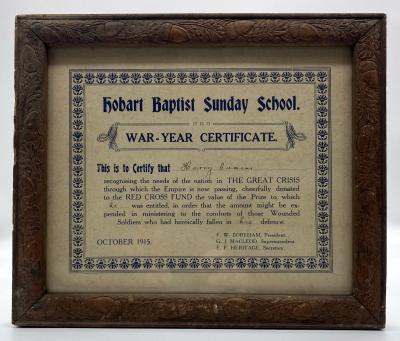 Hobart Baptist Sunday School.
WAR-YEAR CERTIFICATE.
This is to Certify that Harry
recognising the needs of the nation in THE GREAT CRISIS
through which the Empire is now passing, cheerfully donated
to the RED CROSS FUND the value of the Prize to which
he was entitled, in order that the amount might be ex-
pended in ministering to the comforts of those Wounded
Soldiers who had heroically fallen in his defence.
OCTOBER 1915.
F. W. BOREHAM, President.
G. J. MACLEOD, Superintendent.
E. F. HERITAGE, Secretary.